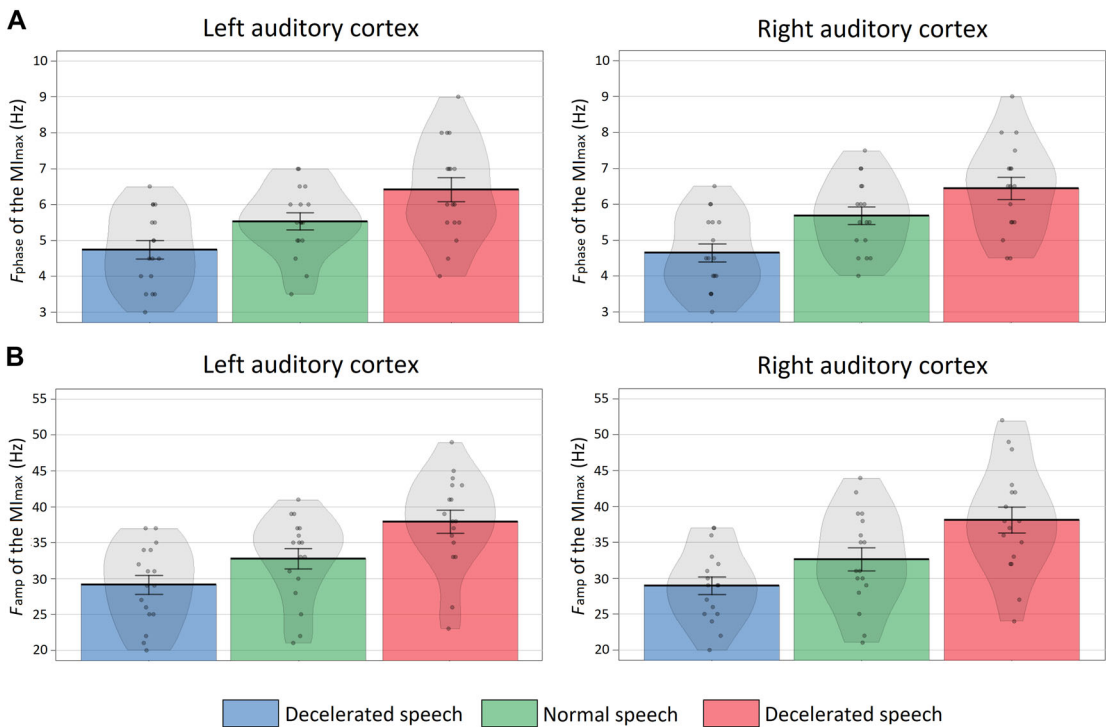 A
Left auditory cortex
Right auditory cortex
10
9
8
7
6
5
4
3
Fphase of the MImax (Hz)
10
9
8
7
6
5
4
3
Fphase of the MImax (Hz)
B
Left auditory cortex
Right auditory cortex
55
50
45
40
35
30
25
20
Famp of the MImax (Hz)
55
50
45
40
35
30
25
20
Famp of the MImax (Hz)
Decelerated speech
Normal speech
Decelerated speech